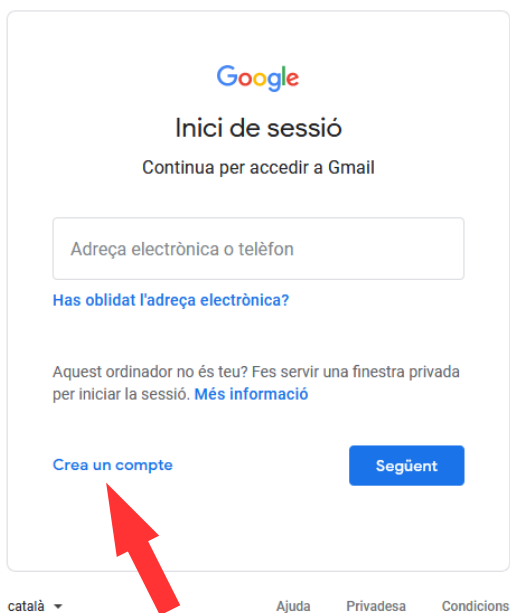 Google
Inici de sessió
Continua per accedir a Gmail
Adreça electrònica o telèfon
Has oblidat l'adreça electrònica?
Aquest ordinador no és teu? Fes servir una finestra privada
per iniciar la sessió. Més informació
Crea un compte
Següent
català
Ajuda
Privadesa
Condicions